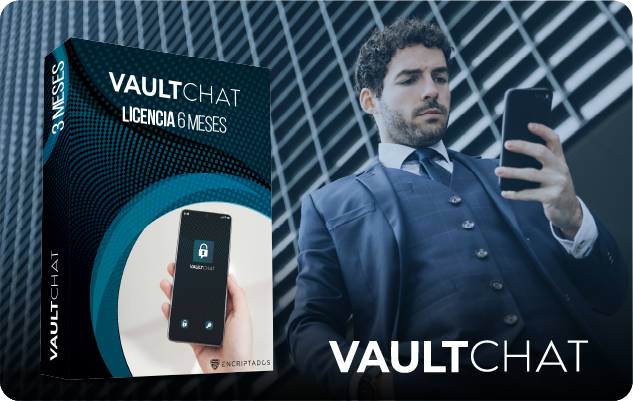 3 MESES
VAULTCHAT
VAULTCHAT
LICENCIA 6 MESES
VAULTCHAT
ENCRIPTADOS
VAULTCHAT